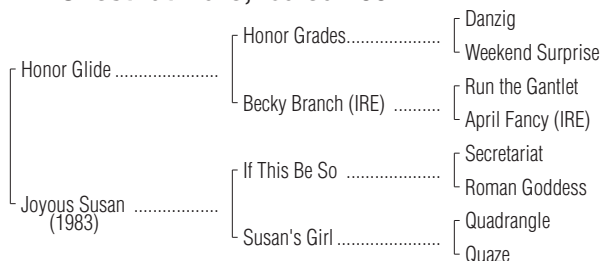 Danzig
Honor Grades....................
Weekend Surprise
Honor Glide ......................
Run the Gantlet
Becky Branch (IRE) ..........
April Fancy (IRE)
Secretariat
If This Be So ....................
Roman Goddess
Joyous Susan ..................
(1983)
Quadrangle
Susan's Girl ......................
Quaze